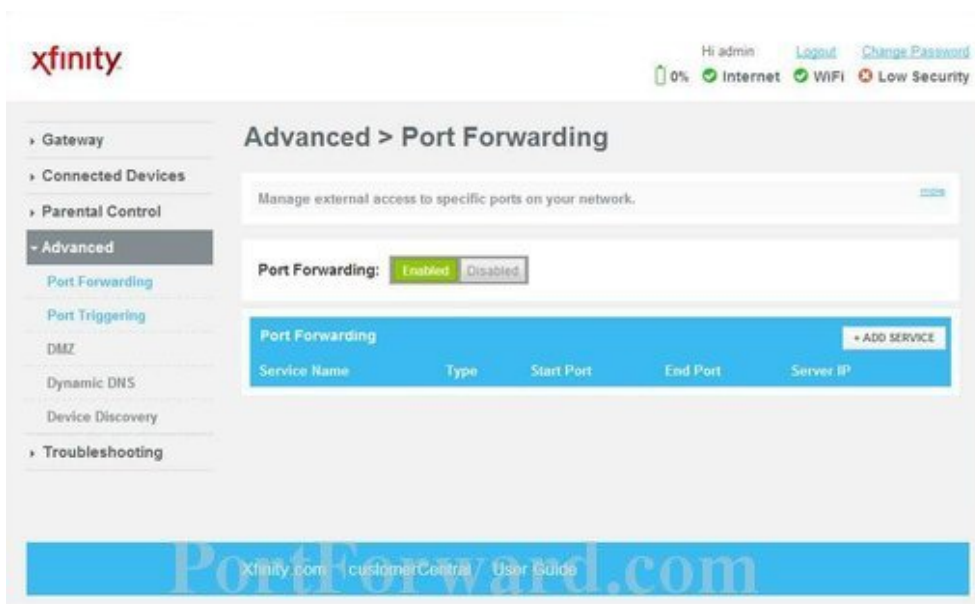 xfinity
Hi admin Logout Change Password
0% Internet WiFi Low Security
Gateway
Connected Devices
Parental Control
Advanced
Port Forwarding
Port Triggering
DMZ
Dynamic DNS
Device Discovery
Troubleshooting
Advanced > Port Forwarding
Manage external access to specific ports on your network. more
Port Forwarding: Enabled Disabled
Port Forwarding + ADD SERVICE
Service Name Type Start Port End Port Server IP
PortForward.com
Xfinity.com customerCentral User Guide